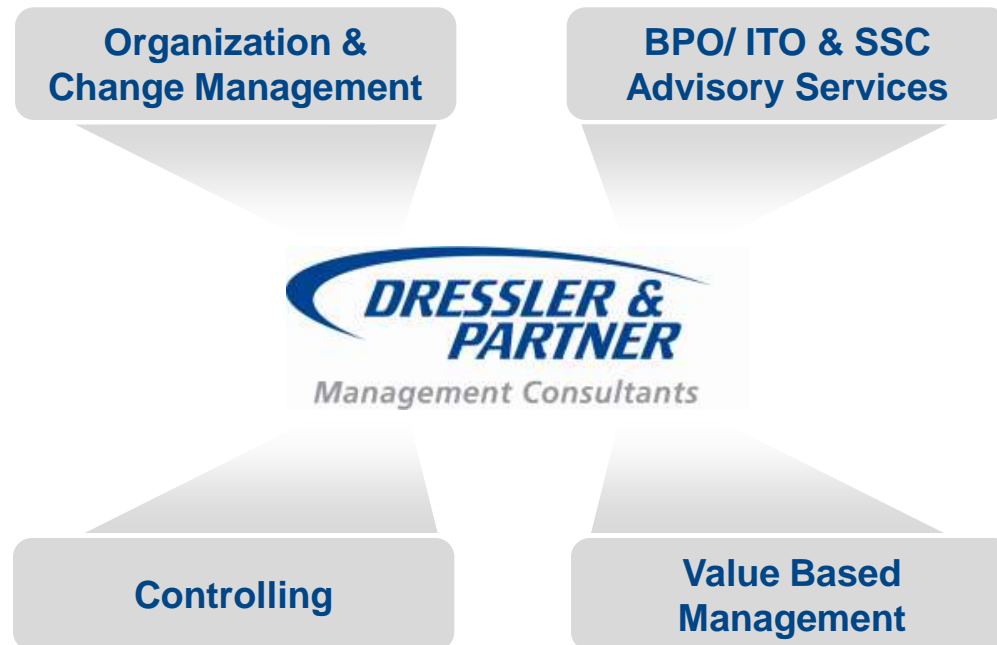 Organization &
Change Management
BPO/ ITO & SSC
Advisory Services
DRESSLER &
PARTNER
Management Consultants
Controlling
Value Based
Management